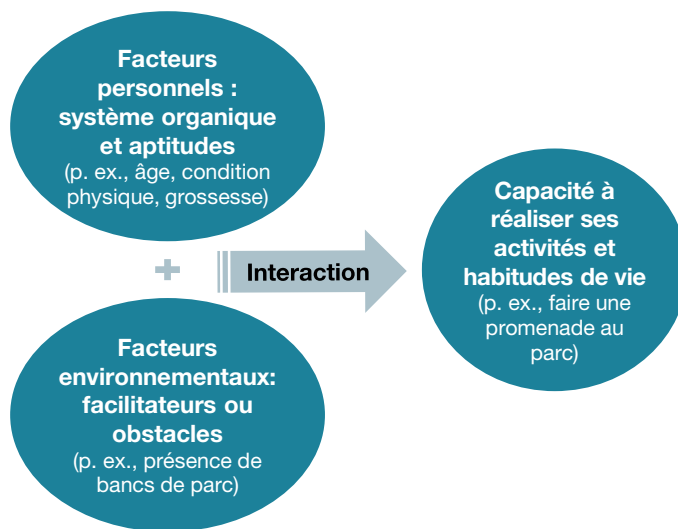 Facteurs
personnels :
système organique
et aptitudes
(p. ex., âge, condition
physique, grossesse)
+
Interaction
Facteurs
environnementaux:
facilitateurs ou
obstacles
(p. ex., présence de
bancs de parc)
Capacité à
réaliser ses
activités et
habitudes de vie
(p. ex., faire une
promenade au
parc)